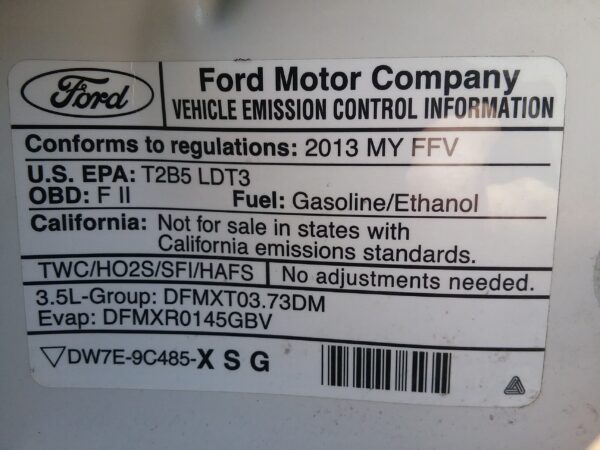 Ford
Ford Motor Company
VEHICLE EMISSION CONTROL INFORMATION
Conforms to regulations: 2013 MY FFV
U.S. EPA: T2B5 LDT3
OBD: F II Fuel: Gasoline/Ethanol
California: Not for sale in states with
California emissions standards.
TWC/HO2S/SFI/HAFS No adjustments needed.
3.5L-Group: DFMXT03.73DM
Evap: DFMXR0145GBV
▽DW7E-9C485-X S G